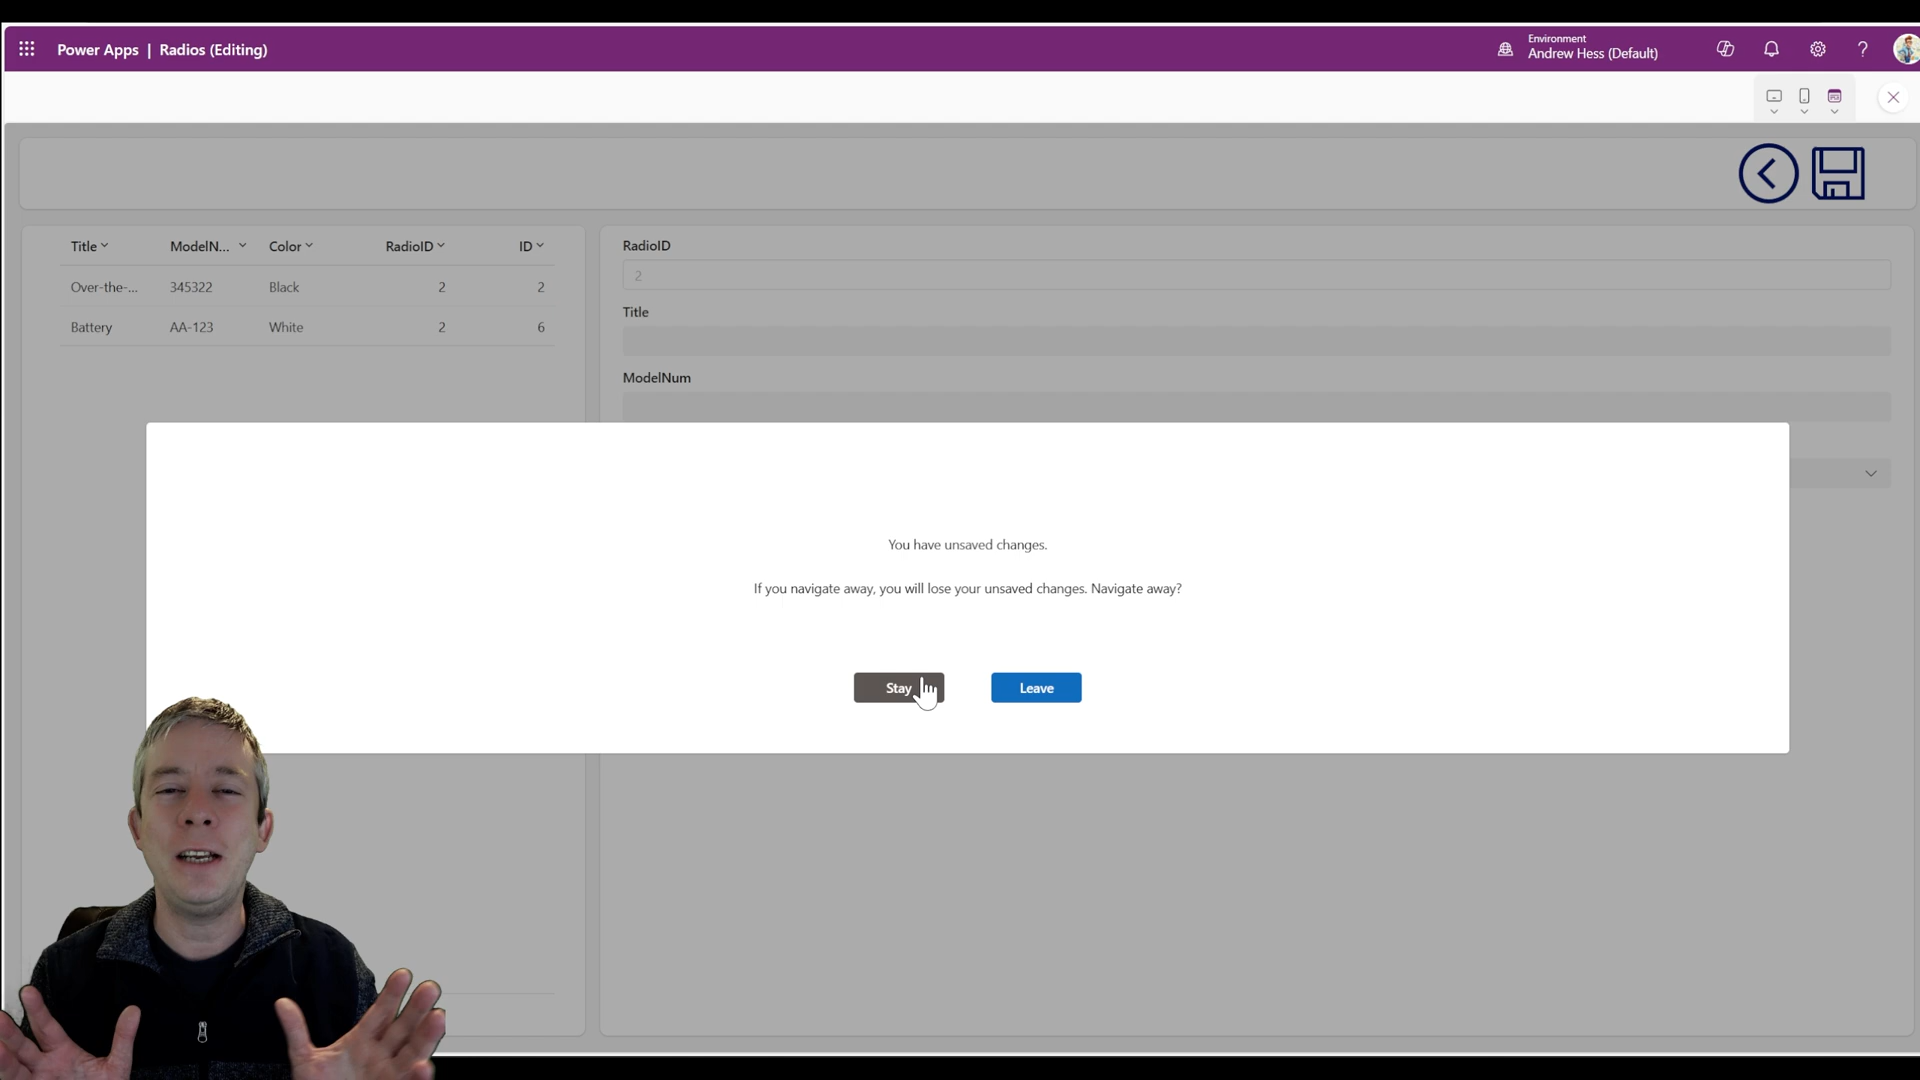 Power Apps | Radios (Editing)
Environment
Andrew Hess (Default)
?
Title ModelN... Color RadioID ID
Over-the-... 345322 Black 2 2
Battery AA-123 White 2 6
RadioID
2
Title
ModelNum
You have unsaved changes.
If you navigate away, you will lose your unsaved changes. Navigate away?
Stay Leave